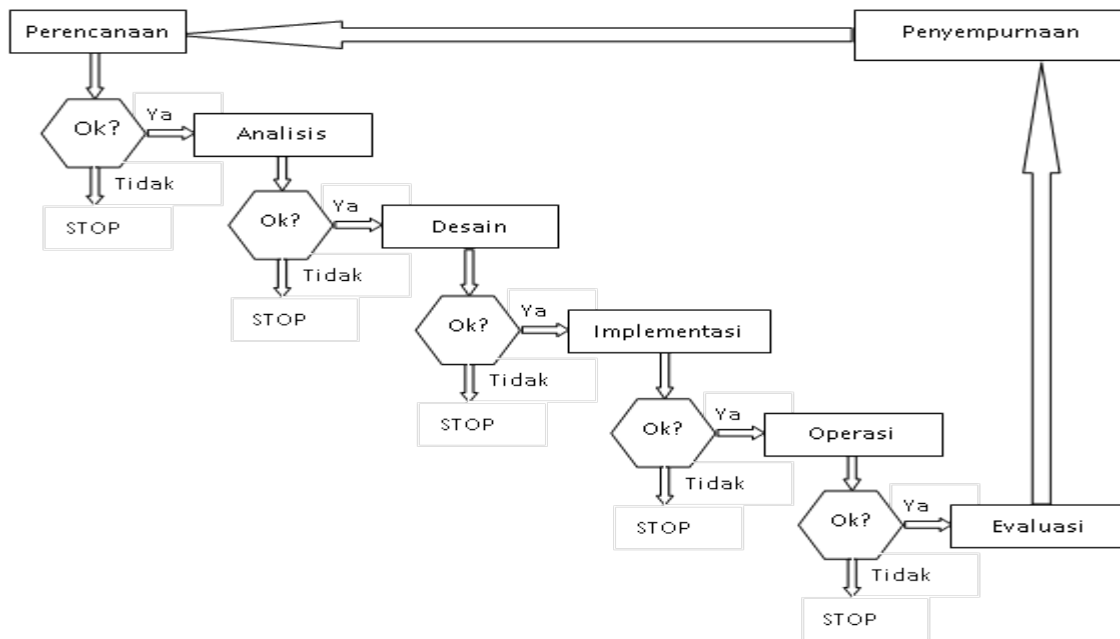 Perencanaan
Penyempurnaan
Ok?
Ya
Analisis
Tidak
STOP
Ok?
Ya
Desain
Tidak
STOP
Ok?
Ya
Implementasi
Tidak
STOP
Ok?
Ya
Operasi
Tidak
STOP
Ok?
Ya
Evaluasi
Tidak
STOP